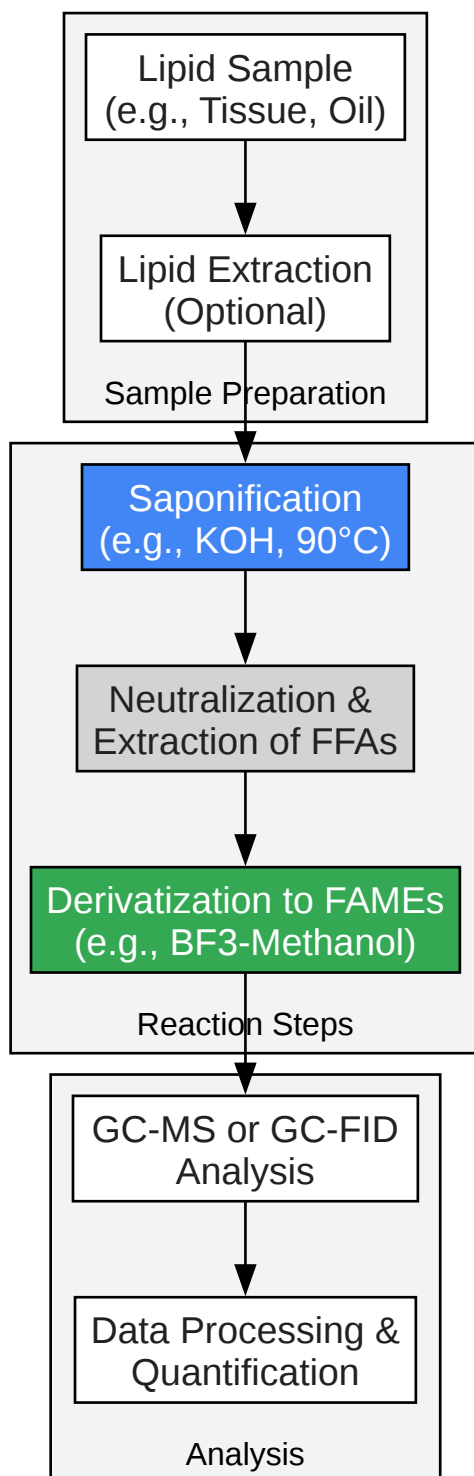 Lipid Sample
(e.g., Tissue, Oil)
Lipid Extraction
(Optional)
Sample Preparation
Saponification
(e.g., KOH, 90°C)
Neutralization &
Extraction of FFAs
Derivatization to FAMEs
(e.g., BF3-Methanol)
Reaction Steps
GC-MS or GC-FID
Analysis
Data Processing &
Quantification
Analysis